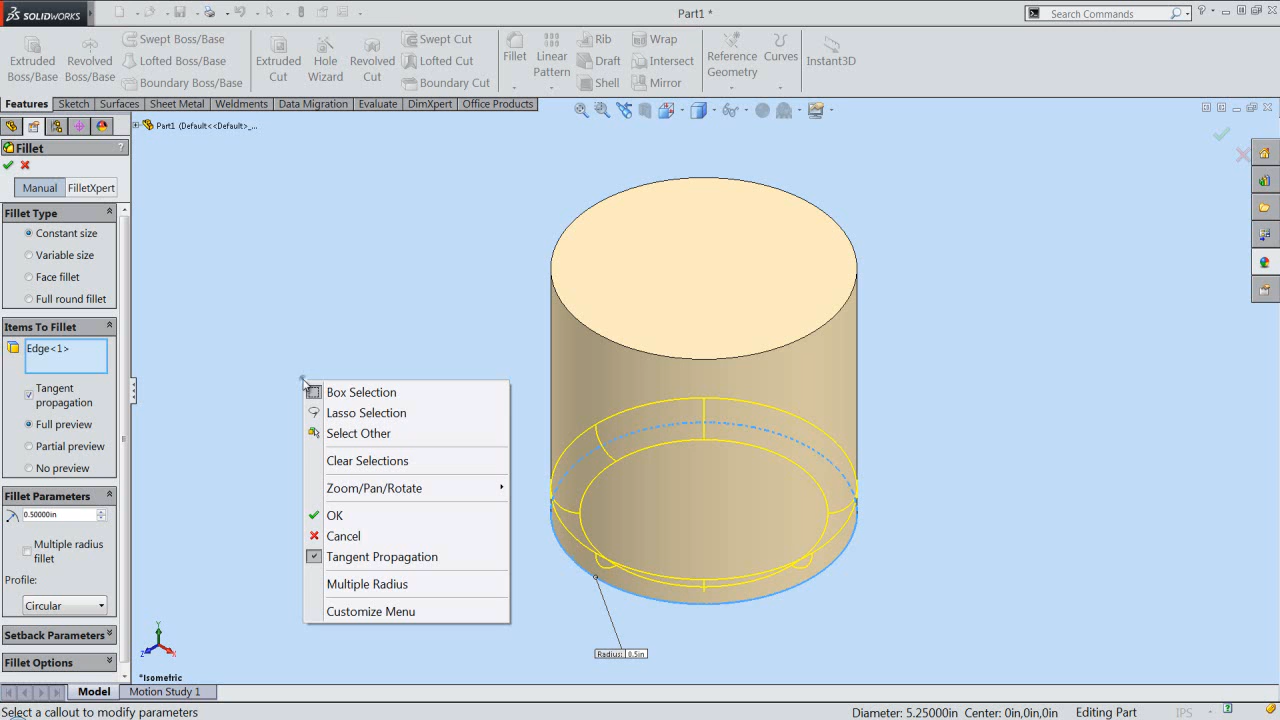 SOLIDWORKS
Part1 *
Search Commands
Extruded Boss/Base
Revolved Boss/Base
Swept Boss/Base
Lofted Boss/Base
Boundary Boss/Base
Extruded Cut
Hole Wizard
Revolved Cut
Swept Cut
Lofted Cut
Boundary Cut
Fillet
Linear Pattern
Rib
Draft
Shell
Wrap
Intersect
Mirror
Reference Geometry
Curves
Instant3D
Features
Sketch
Surfaces
Sheet Metal
Weldments
Data Migration
Evaluate
DimXpert
Office Products
Part1 (Default<<Default>_...
Fillet
?
Manual
FilletXpert
Fillet Type
Constant size
Variable size
Face fillet
Full round fillet
Items To Fillet
Edge<1>
Tangent
propagation
Full preview
Partial preview
No preview
Fillet Parameters
0.50000in
Multiple radius
fillet
Profile:
Circular
Setback Parameters
Fillet Options
Box Selection
Lasso Selection
Select Other
Clear Selections
Zoom/Pan/Rotate
OK
Cancel
Tangent Propagation
Multiple Radius
Customize Menu
Radius: 0.5in
Y
Z
X
*Isometric
Model
Motion Study 1
Select a callout to modify parameters
Diameter: 5.25000in Center: 0in,0in,0in
Editing Part
IPS